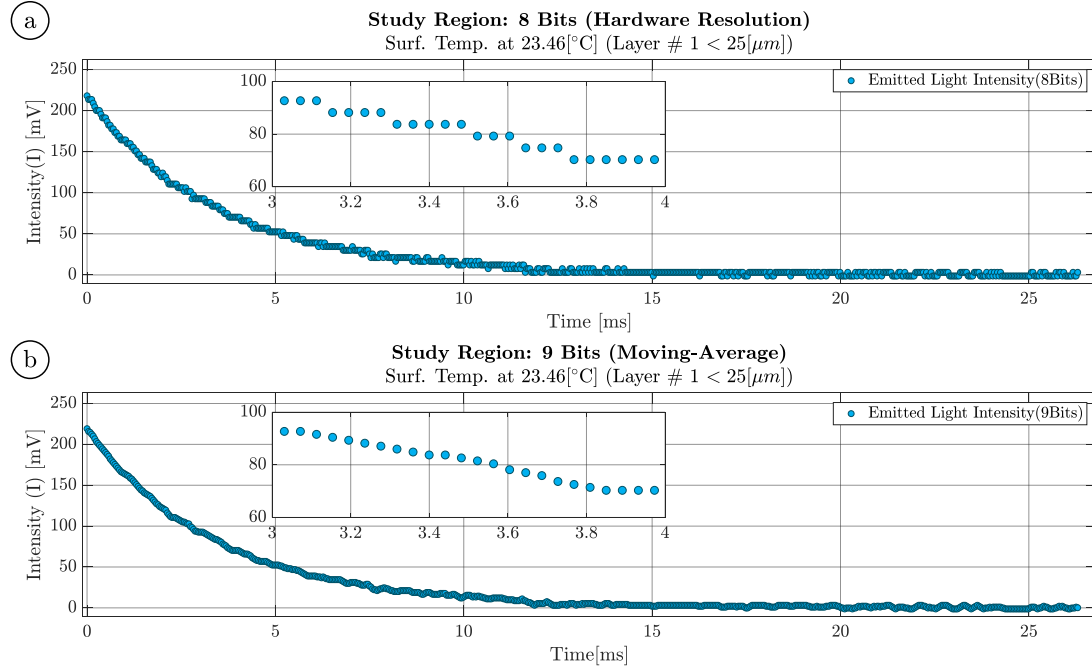 a
Study Region: 8 Bits (Hardware Resolution)
Surf. Temp. at 23.46[°C] (Layer # 1 < 25[μm])
Intensity(I) [mV]
250
200
150
100
50
0
Emitted Light Intensity(8Bits)
100
80
60
3 3.2 3.4 3.6 3.8 4
0 5 10 15 20 25
Time [ms]
b
Study Region: 9 Bits (Moving-Average)
Surf. Temp. at 23.46[°C] (Layer # 1 < 25[μm])
Intensity (I) [mV]
250
200
150
100
50
0
Emitted Light Intensity(9Bits)
100
80
60
3 3.2 3.4 3.6 3.8 4
0 5 10 15 20 25
Time[ms]